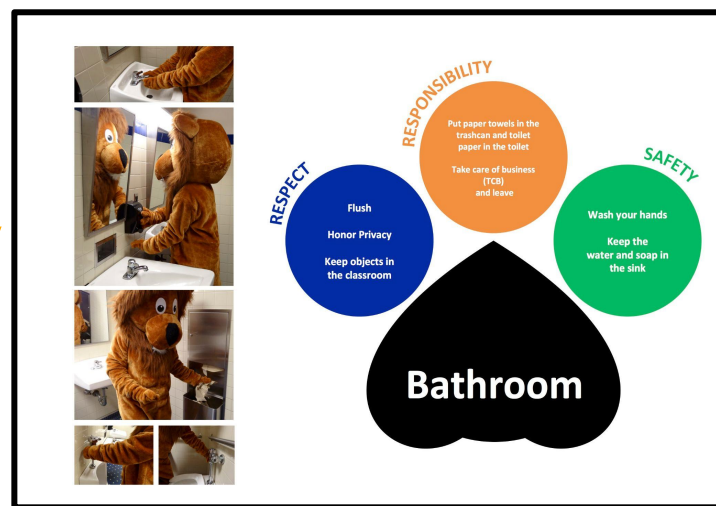 RESPECT
Flush
Honor Privacy
Keep objects in
the classroom
RESPONSIBILITY
Put paper towels in the
trashcan and toilet
paper in the toilet
Take care of business
(TCB)
and leave
SAFETY
Wash your hands
Keep the
water and soap in
the sink
Bathroom